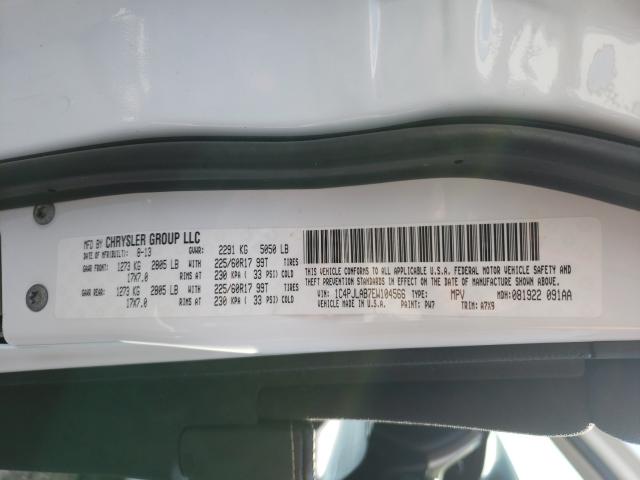 MFD BY CHRYSLER GROUP LLC
DATE OF MFR(BUILT): 8-13 GVWR: 2291 KG 5050 LB
GAWR FRONT: 1273 KG 2805 LB WITH 225/60R17 99T TIRES
17X7.0 RIMS AT 230 KPA ( 33 PSI) COLD
GAWR REAR: 1273 KG 2805 LB WITH 225/60R17 99T TIRES
17X7.0 RIMS AT 230 KPA ( 33 PSI) COLD
THIS VEHICLE CONFORMS TO ALL APPLICABLE U.S.A. FEDERAL MOTOR VEHICLE SAFETY AND
THEFT PREVENTION STANDARDS IN EFFECT ON THE DATE OF MANUFACTURE SHOWN ABOVE.
VIN: 1C4PJLAB7EW104566 TYPE: MPV MDH: 081922 091AA
VEHICLE MADE IN U.S.A. PAINT: PW7 TRIM: A7X9